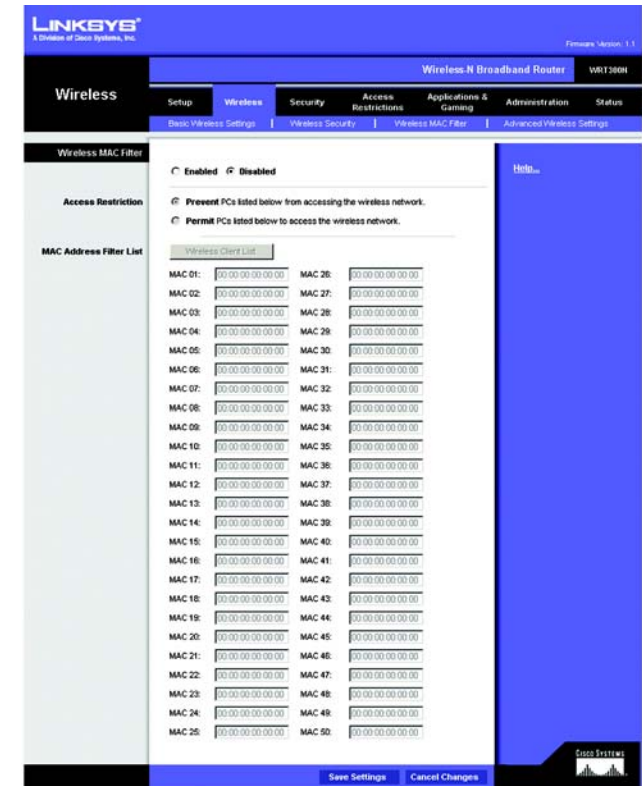 LINKSYS®
A Division of Cisco Systems, Inc.
Firmware Version: 1.1
Wireless-N Broadband Router WRT300N
Wireless
Setup Wireless Security Access Restrictions Applications & Gaming Administration Status
Basic Wireless Settings | Wireless Security | Wireless MAC Filter | Advanced Wireless Settings
Wireless MAC Filter
Enabled Disabled
Help...
Access Restriction
Prevent PCs listed below from accessing the wireless network.
Permit PCs listed below to access the wireless network.
MAC Address Filter List
Wireless Client List
MAC 01: 00:00:00:00:00:00 MAC 26: 00:00:00:00:00:00
MAC 02: 00:00:00:00:00:00 MAC 27: 00:00:00:00:00:00
MAC 03: 00:00:00:00:00:00 MAC 28: 00:00:00:00:00:00
MAC 04: 00:00:00:00:00:00 MAC 29: 00:00:00:00:00:00
MAC 05: 00:00:00:00:00:00 MAC 30: 00:00:00:00:00:00
MAC 06: 00:00:00:00:00:00 MAC 31: 00:00:00:00:00:00
MAC 07: 00:00:00:00:00:00 MAC 32: 00:00:00:00:00:00
MAC 08: 00:00:00:00:00:00 MAC 33: 00:00:00:00:00:00
MAC 09: 00:00:00:00:00:00 MAC 34: 00:00:00:00:00:00
MAC 10: 00:00:00:00:00:00 MAC 35: 00:00:00:00:00:00
MAC 11: 00:00:00:00:00:00 MAC 36: 00:00:00:00:00:00
MAC 12: 00:00:00:00:00:00 MAC 37: 00:00:00:00:00:00
MAC 13: 00:00:00:00:00:00 MAC 38: 00:00:00:00:00:00
MAC 14: 00:00:00:00:00:00 MAC 39: 00:00:00:00:00:00
MAC 15: 00:00:00:00:00:00 MAC 40: 00:00:00:00:00:00
MAC 16: 00:00:00:00:00:00 MAC 41: 00:00:00:00:00:00
MAC 17: 00:00:00:00:00:00 MAC 42: 00:00:00:00:00:00
MAC 18: 00:00:00:00:00:00 MAC 43: 00:00:00:00:00:00
MAC 19: 00:00:00:00:00:00 MAC 44: 00:00:00:00:00:00
MAC 20: 00:00:00:00:00:00 MAC 45: 00:00:00:00:00:00
MAC 21: 00:00:00:00:00:00 MAC 46: 00:00:00:00:00:00
MAC 22: 00:00:00:00:00:00 MAC 47: 00:00:00:00:00:00
MAC 23: 00:00:00:00:00:00 MAC 48: 00:00:00:00:00:00
MAC 24: 00:00:00:00:00:00 MAC 49: 00:00:00:00:00:00
MAC 25: 00:00:00:00:00:00 MAC 50: 00:00:00:00:00:00
Save Settings Cancel Changes
CISCO SYSTEMS